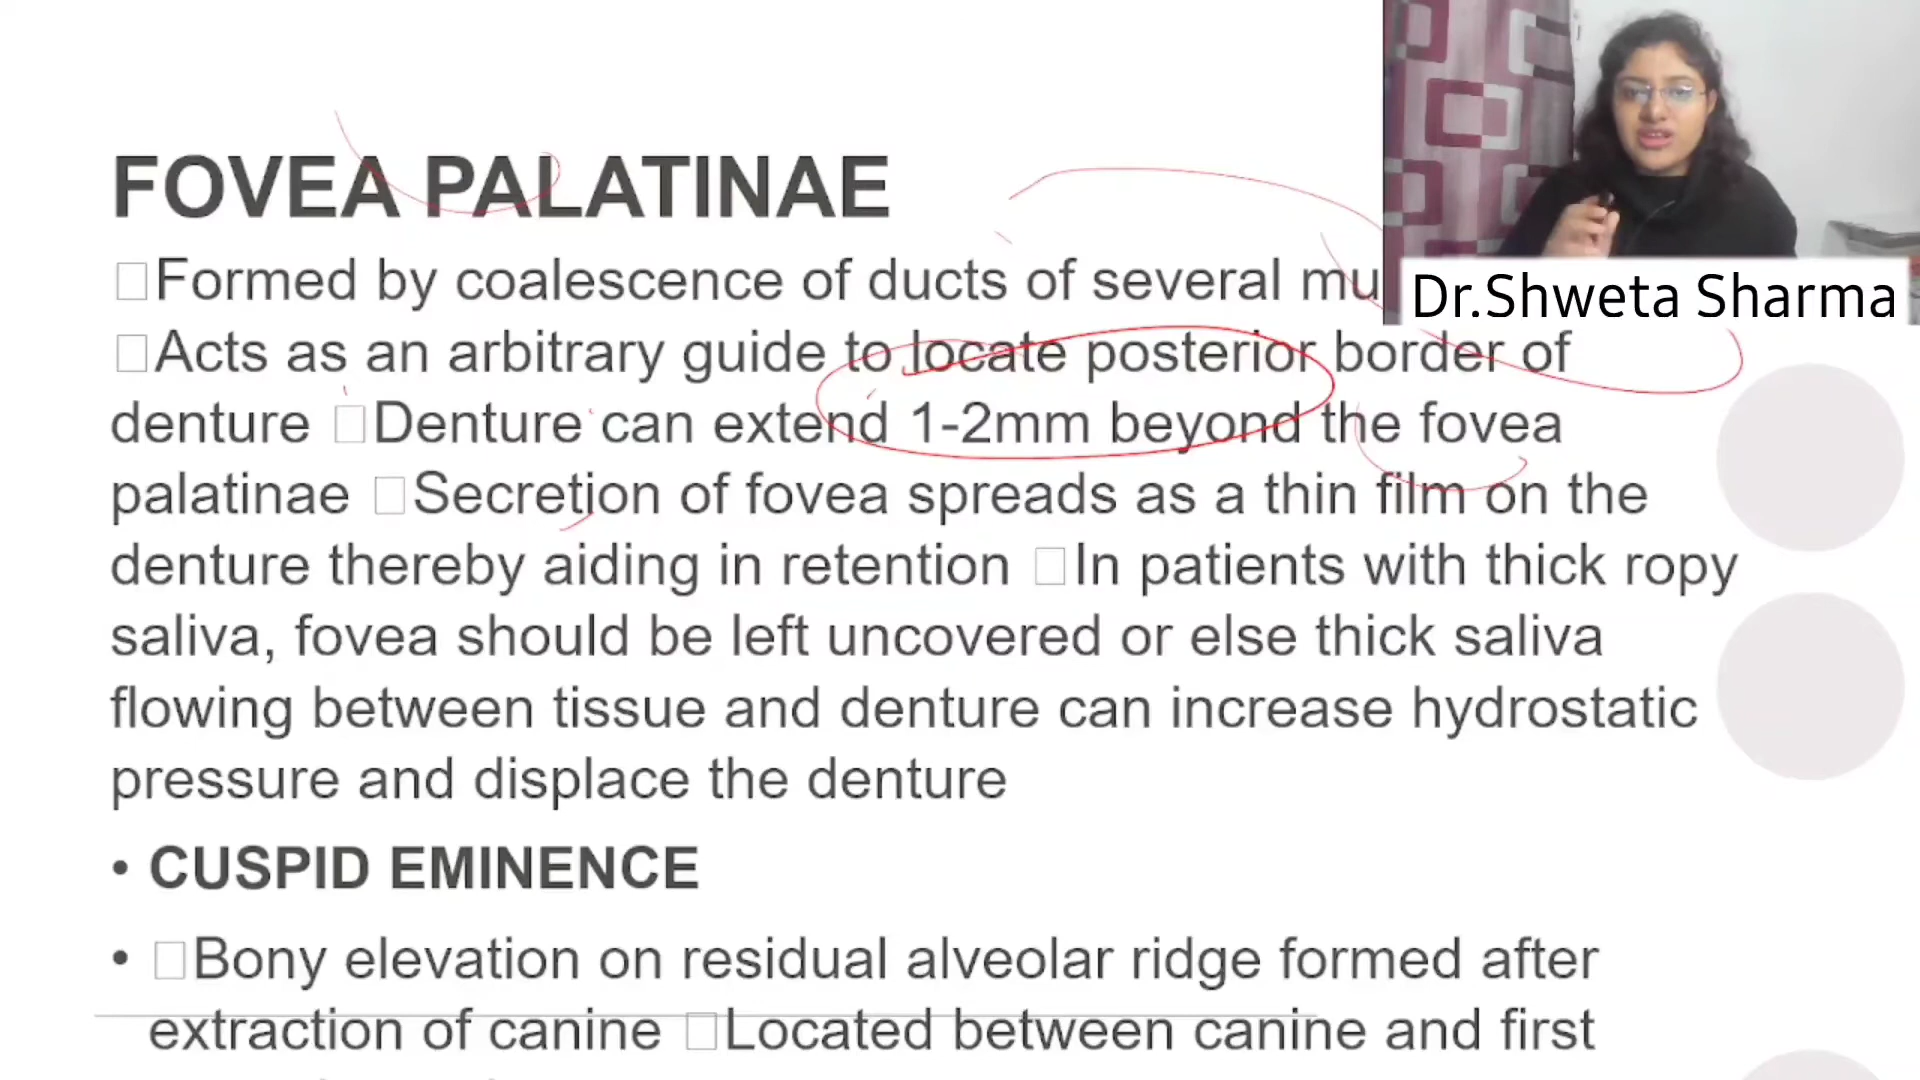 FOVEA PALATINAE
Formed by coalescence of ducts of several mu
Dr.Shweta Sharma
Acts as an arbitrary guide to locate posterior border of
denture Denture can extend 1-2mm beyond the fovea
palatinae Secretion of fovea spreads as a thin film on the
denture thereby aiding in retention In patients with thick ropy
saliva, fovea should be left uncovered or else thick saliva
flowing between tissue and denture can increase hydrostatic
pressure and displace the denture
• CUSPID EMINENCE
• Bony elevation on residual alveolar ridge formed after
extraction of canine Located between canine and first